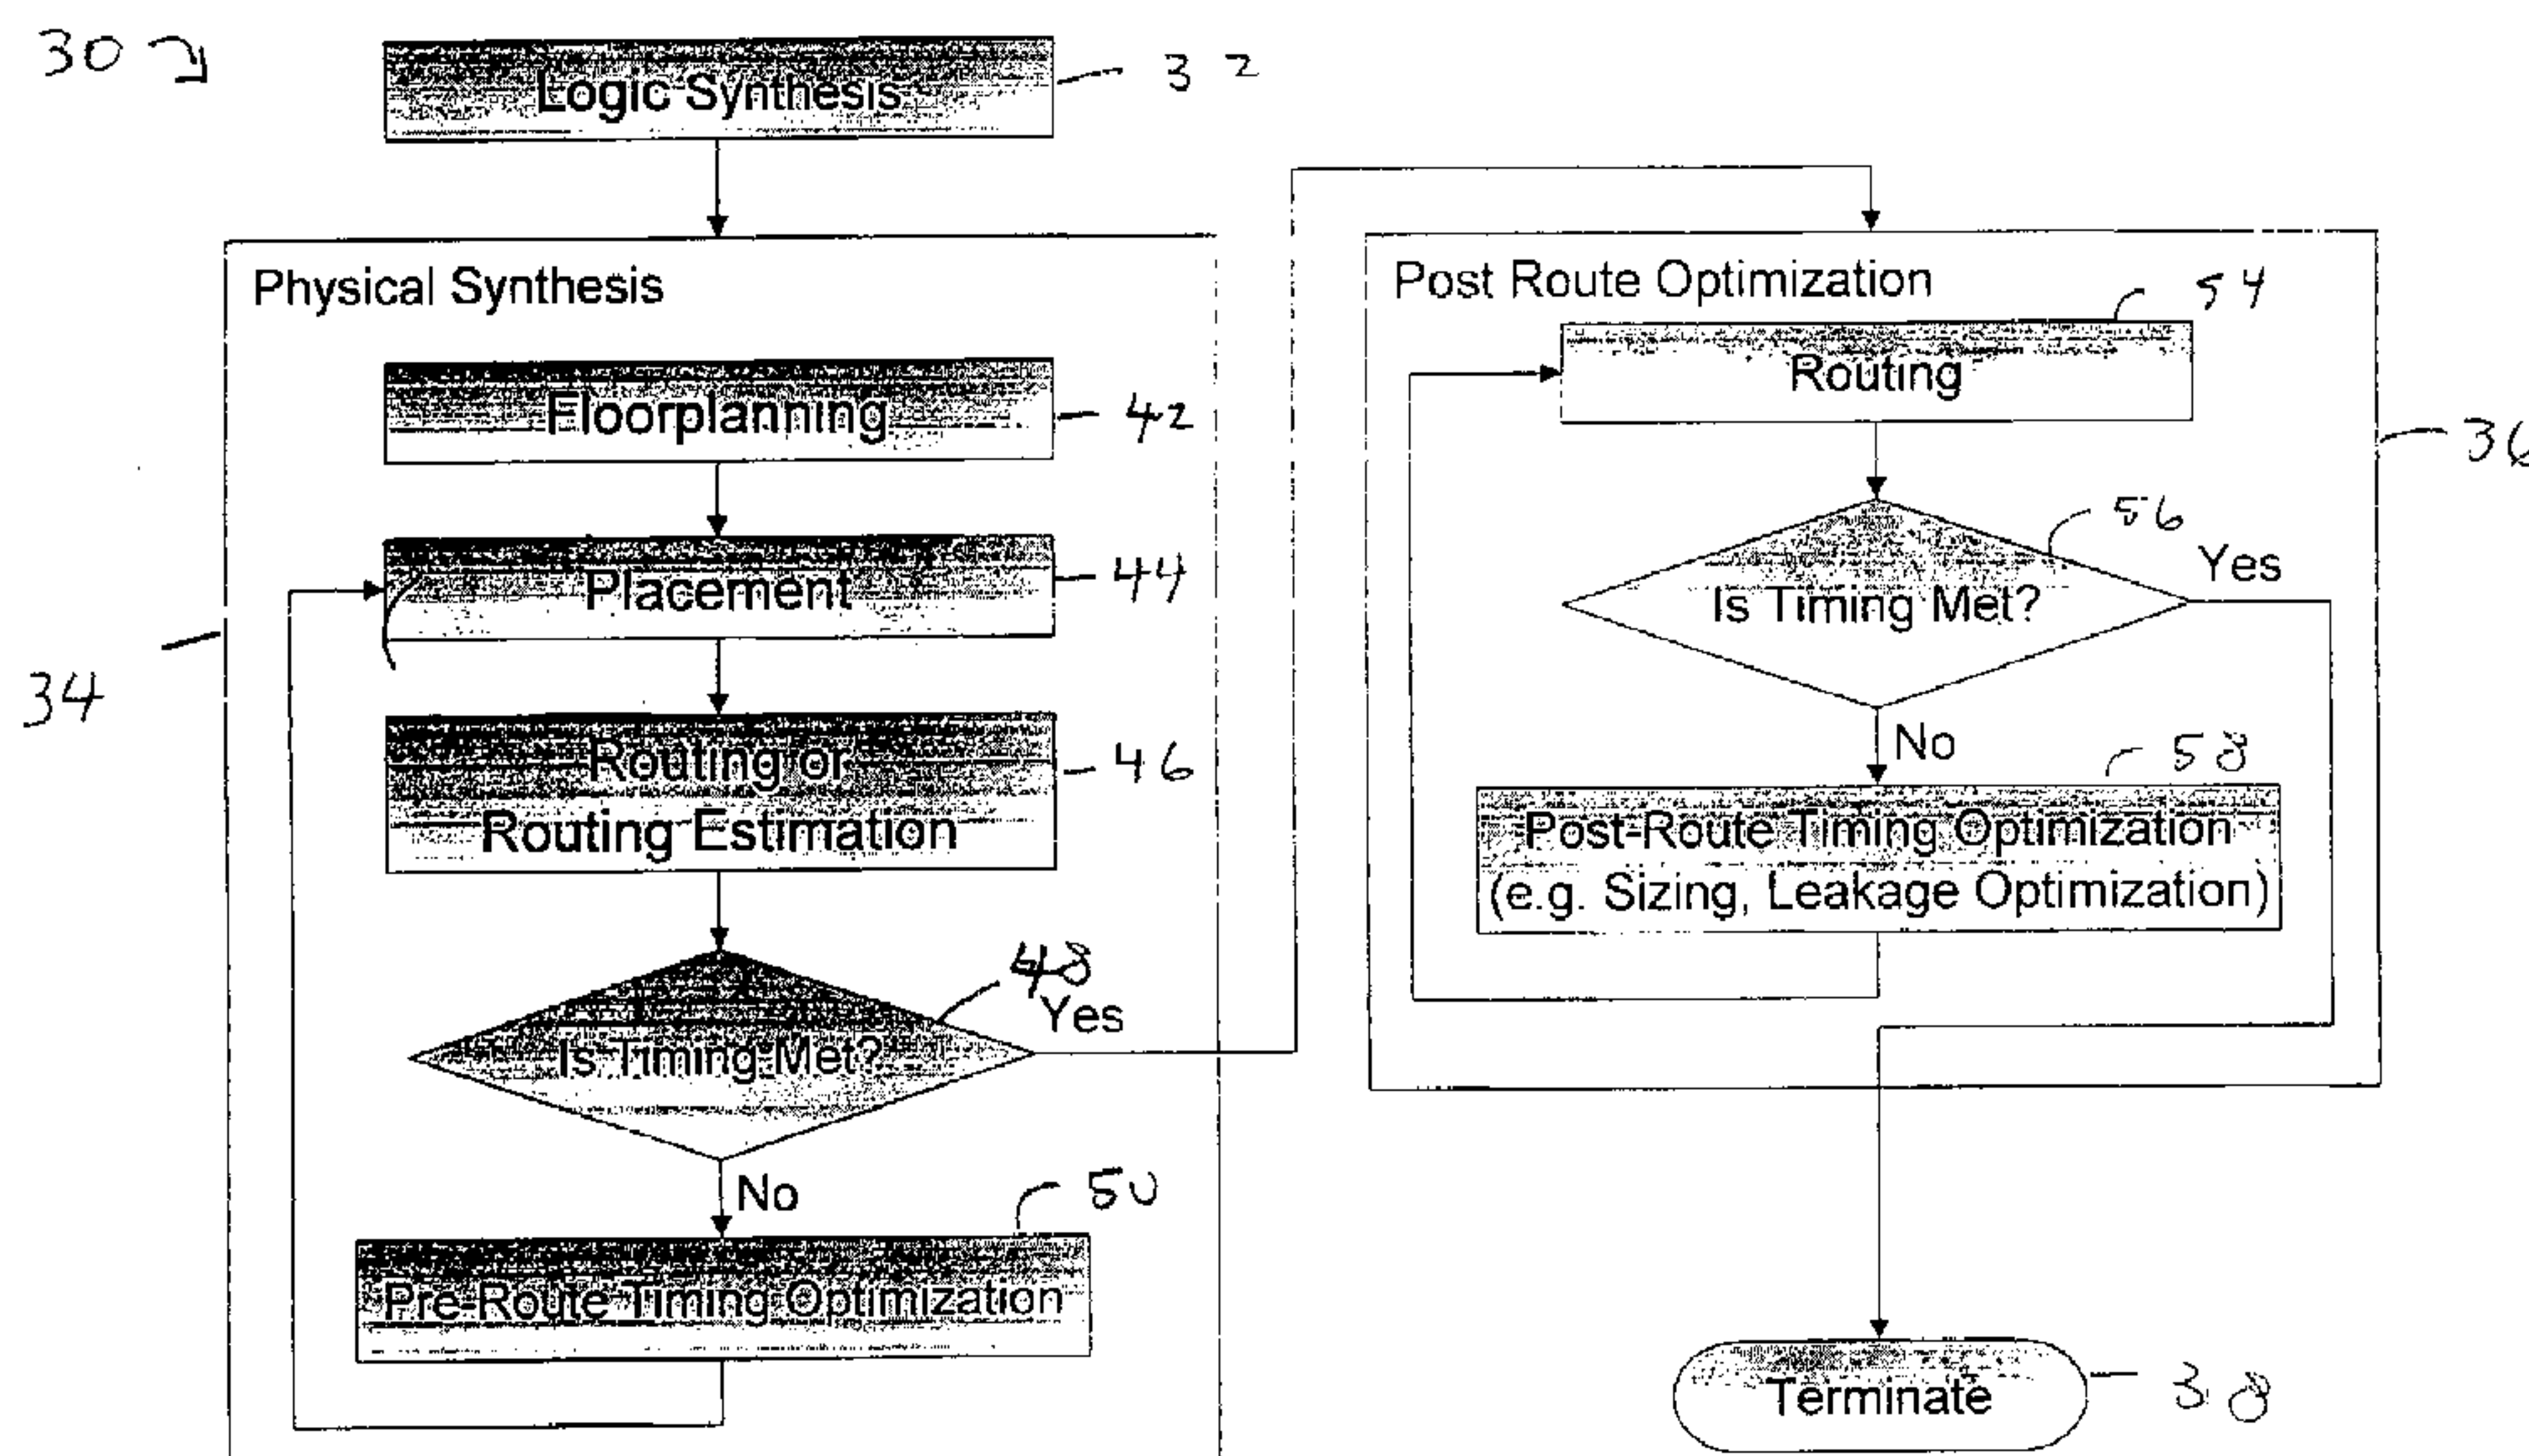 30
Logic Synthesis
32
Physical Synthesis
34
Floorplanning
42
Placement
44
Routing or
Routing Estimation
46
48
Is Timing Met?
Yes
No
50
Pre-Route Timing Optimization
Post Route Optimization
36
54
Routing
56
Is Timing Met?
Yes
No
58
Post-Route Timing Optimization
(e.g. Sizing, Leakage Optimization)
Terminate
38